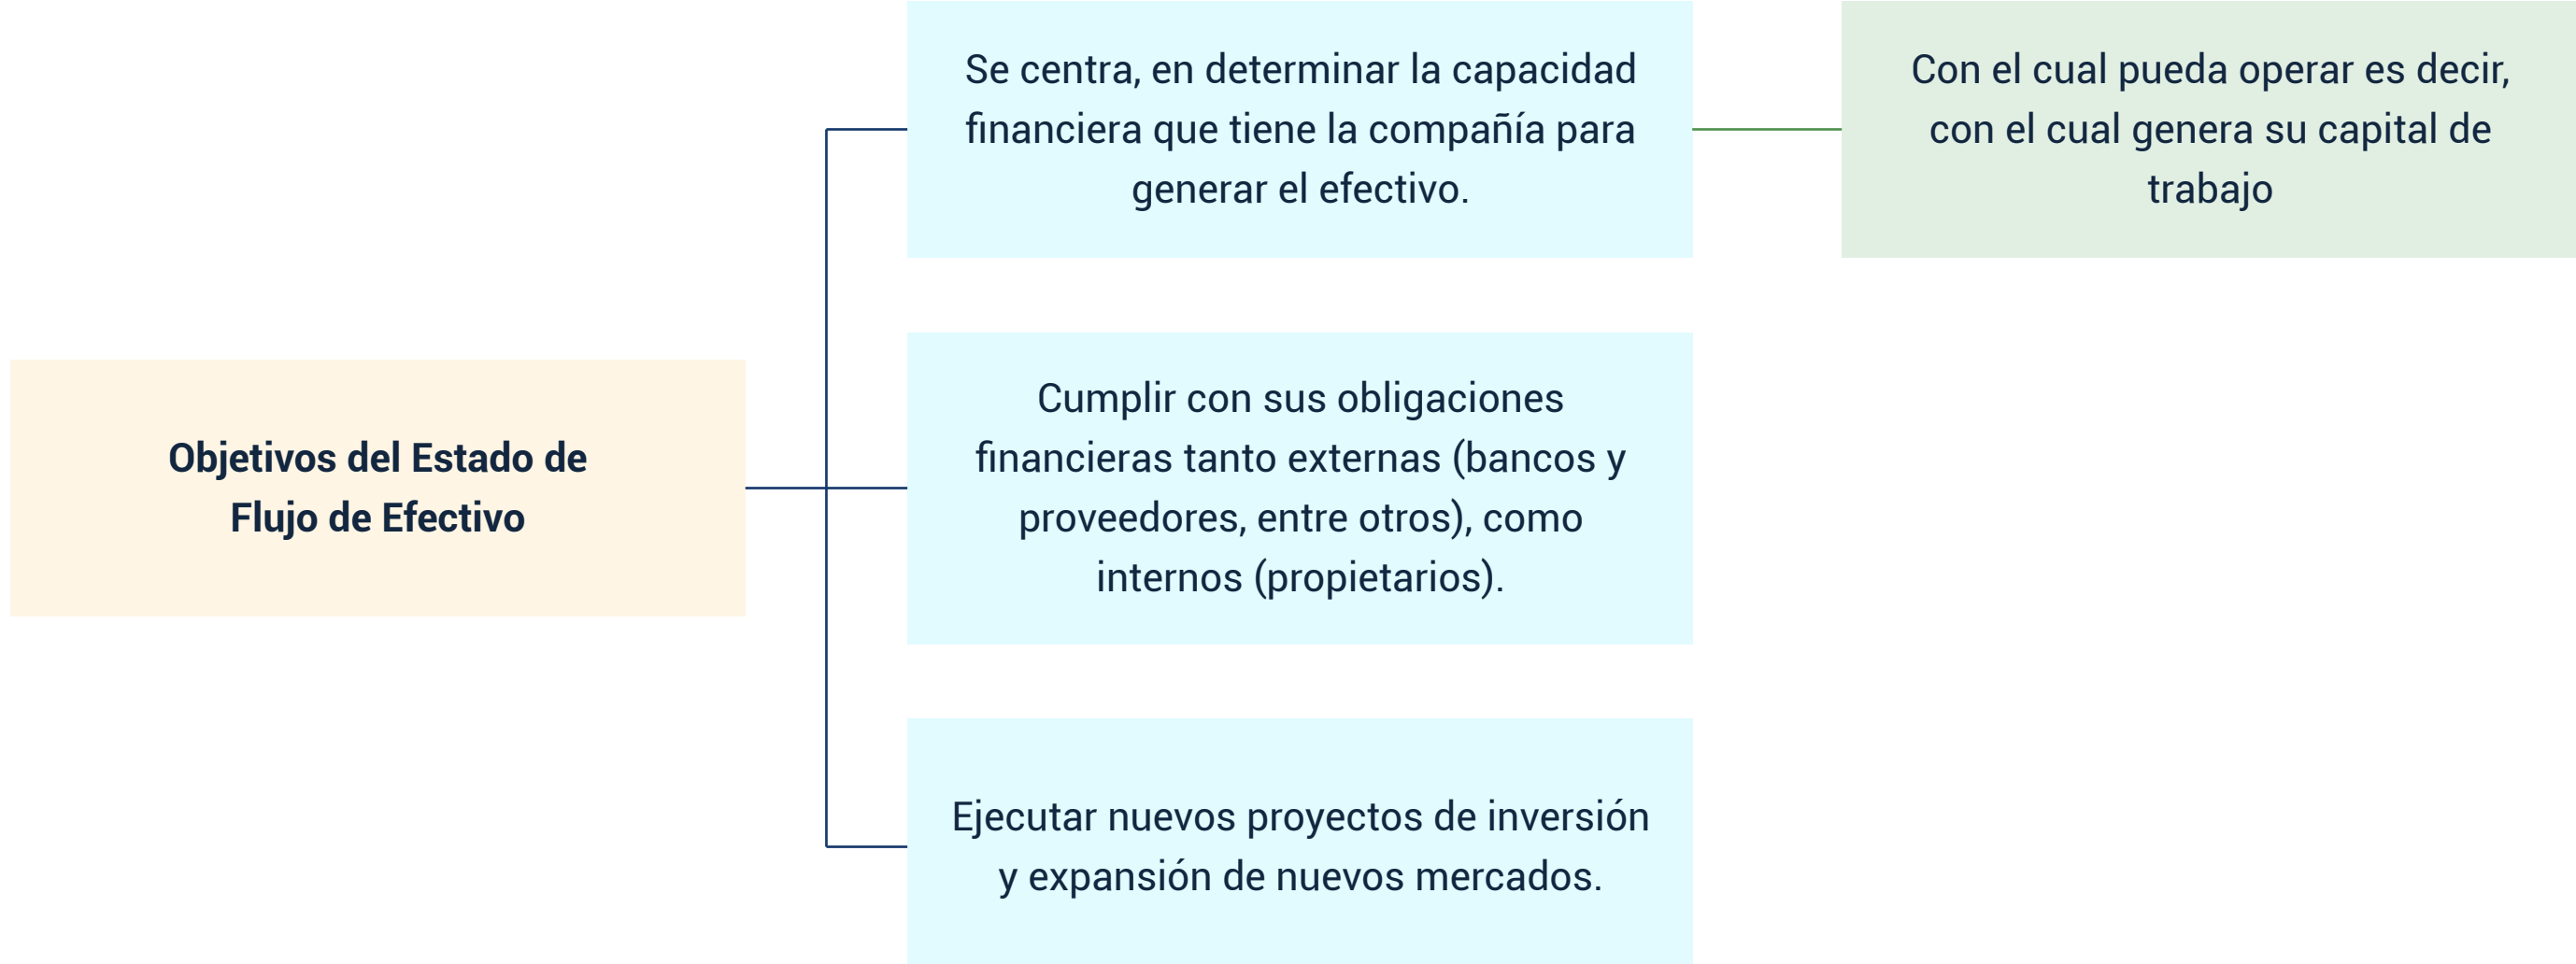 Objetivos del Estado de
Flujo de Efectivo
Se centra, en determinar la capacidad
financiera que tiene la compañía para
generar el efectivo.
Con el cual pueda operar es decir,
con el cual genera su capital de
trabajo
Cumplir con sus obligaciones
financieras tanto externas (bancos y
proveedores, entre otros), como
internos (propietarios).
Ejecutar nuevos proyectos de inversión
y expansión de nuevos mercados.